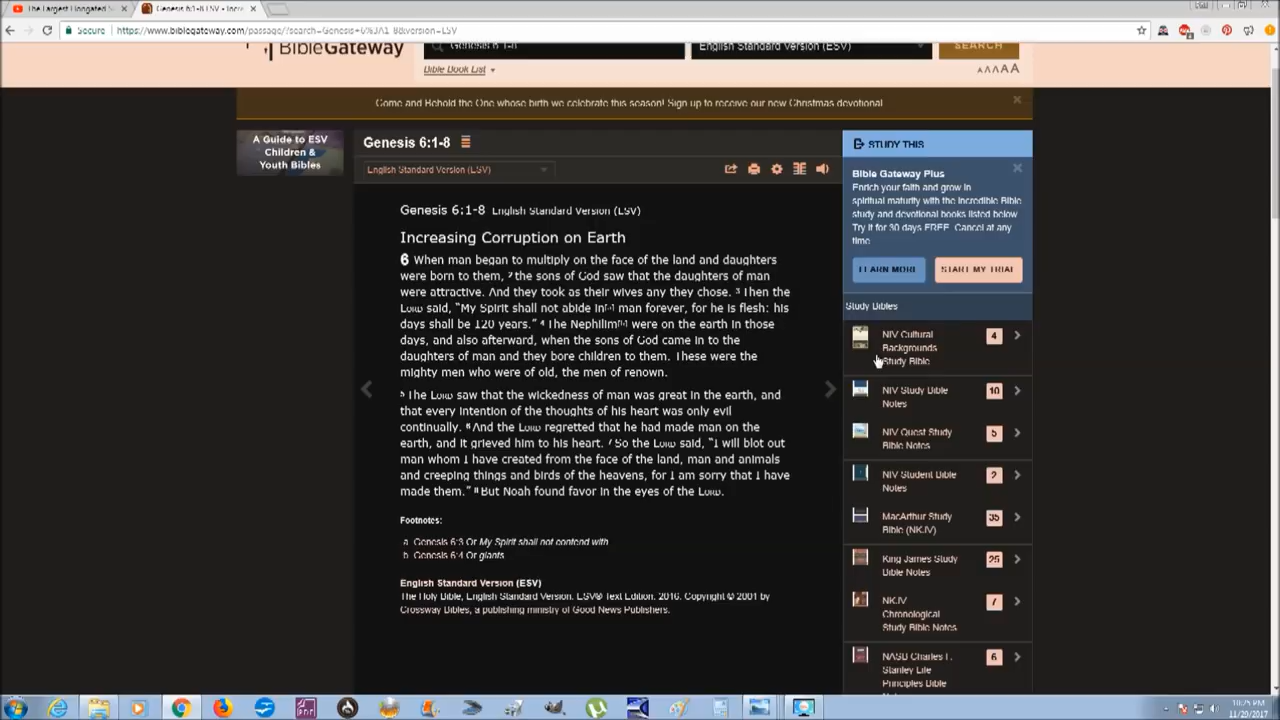 The Largest Elongated S
Genesis 6:1-8 ESV - Incre
Secure
https://www.biblegateway.com/passage/?search=Genesis+6%3A1-8&version=ESV
BibleGateway
Genesis 6:1-8
English Standard Version (ESV)
SEARCH
Bible Book List
AAAAA
Come and Behold the One whose birth we celebrate this season! Sign up to receive our new Christmas devotional
A Guide to ESV
Children &
Youth Bibles
Genesis 6:1-8
English Standard Version (ESV)
Genesis 6:1-8 English Standard Version (ESV)
Increasing Corruption on Earth
6 When man began to multiply on the face of the land and daughters
were born to them, 2 the sons of God saw that the daughters of man
were attractive. And they took as their wives any they chose. 3 Then the
LORD said, “My Spirit shall not abide in[a] man forever, for he is flesh: his
days shall be 120 years.” 4 The Nephilim[b] were on the earth in those
days, and also afterward, when the sons of God came in to the
daughters of man and they bore children to them. These were the
mighty men who were of old, the men of renown.
5 The LORD saw that the wickedness of man was great in the earth, and
that every intention of the thoughts of his heart was only evil
continually. 6 And the LORD regretted that he had made man on the
earth, and it grieved him to his heart. 7 So the LORD said, “I will blot out
man whom I have created from the face of the land, man and animals
and creeping things and birds of the heavens, for I am sorry that I have
made them.” 8 But Noah found favor in the eyes of the LORD.
Footnotes:
a Genesis 6:3 Or My Spirit shall not contend with
b Genesis 6:4 Or giants
English Standard Version (ESV)
The Holy Bible, English Standard Version. ESV® Text Edition: 2016. Copyright © 2001 by
Crossway Bibles, a publishing ministry of Good News Publishers.
STUDY THIS
Bible Gateway Plus
Enrich your faith and grow in
spiritual maturity with the incredible Bible
study and devotional books listed below
Try it for 30 days FREE. Cancel at any
time
LEARN MORE
START MY TRIAL
Study Bibles
NIV Cultural
Backgrounds
Study Bible
4
NIV Study Bible
Notes
10
NIV Quest Study
Bible Notes
5
NIV Student Bible
Notes
2
MacArthur Study
Bible (NKJV)
35
King James Study
Bible Notes
25
NKJV
Chronological
Study Bible Notes
7
NASB Charles F.
Stanley Life
Principles Bible
6
10:25 PM
11/29/2017